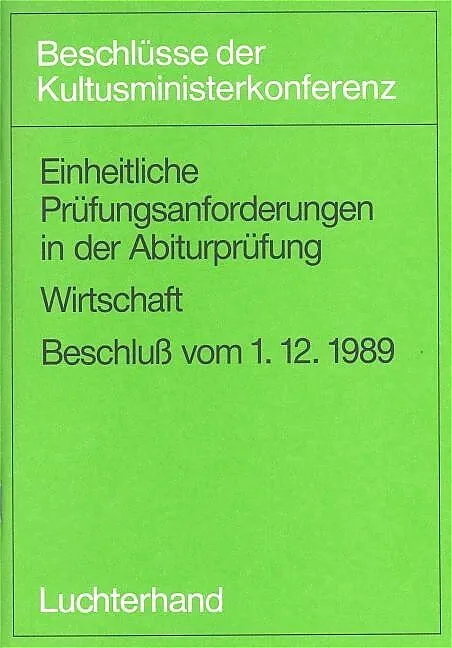 Beschlüsse der
Kultusministerkonferenz
Einheitliche
Prüfungsanforderungen
in der Abiturprüfung
Wirtschaft
Beschluß vom 1. 12. 1989
Luchterhand